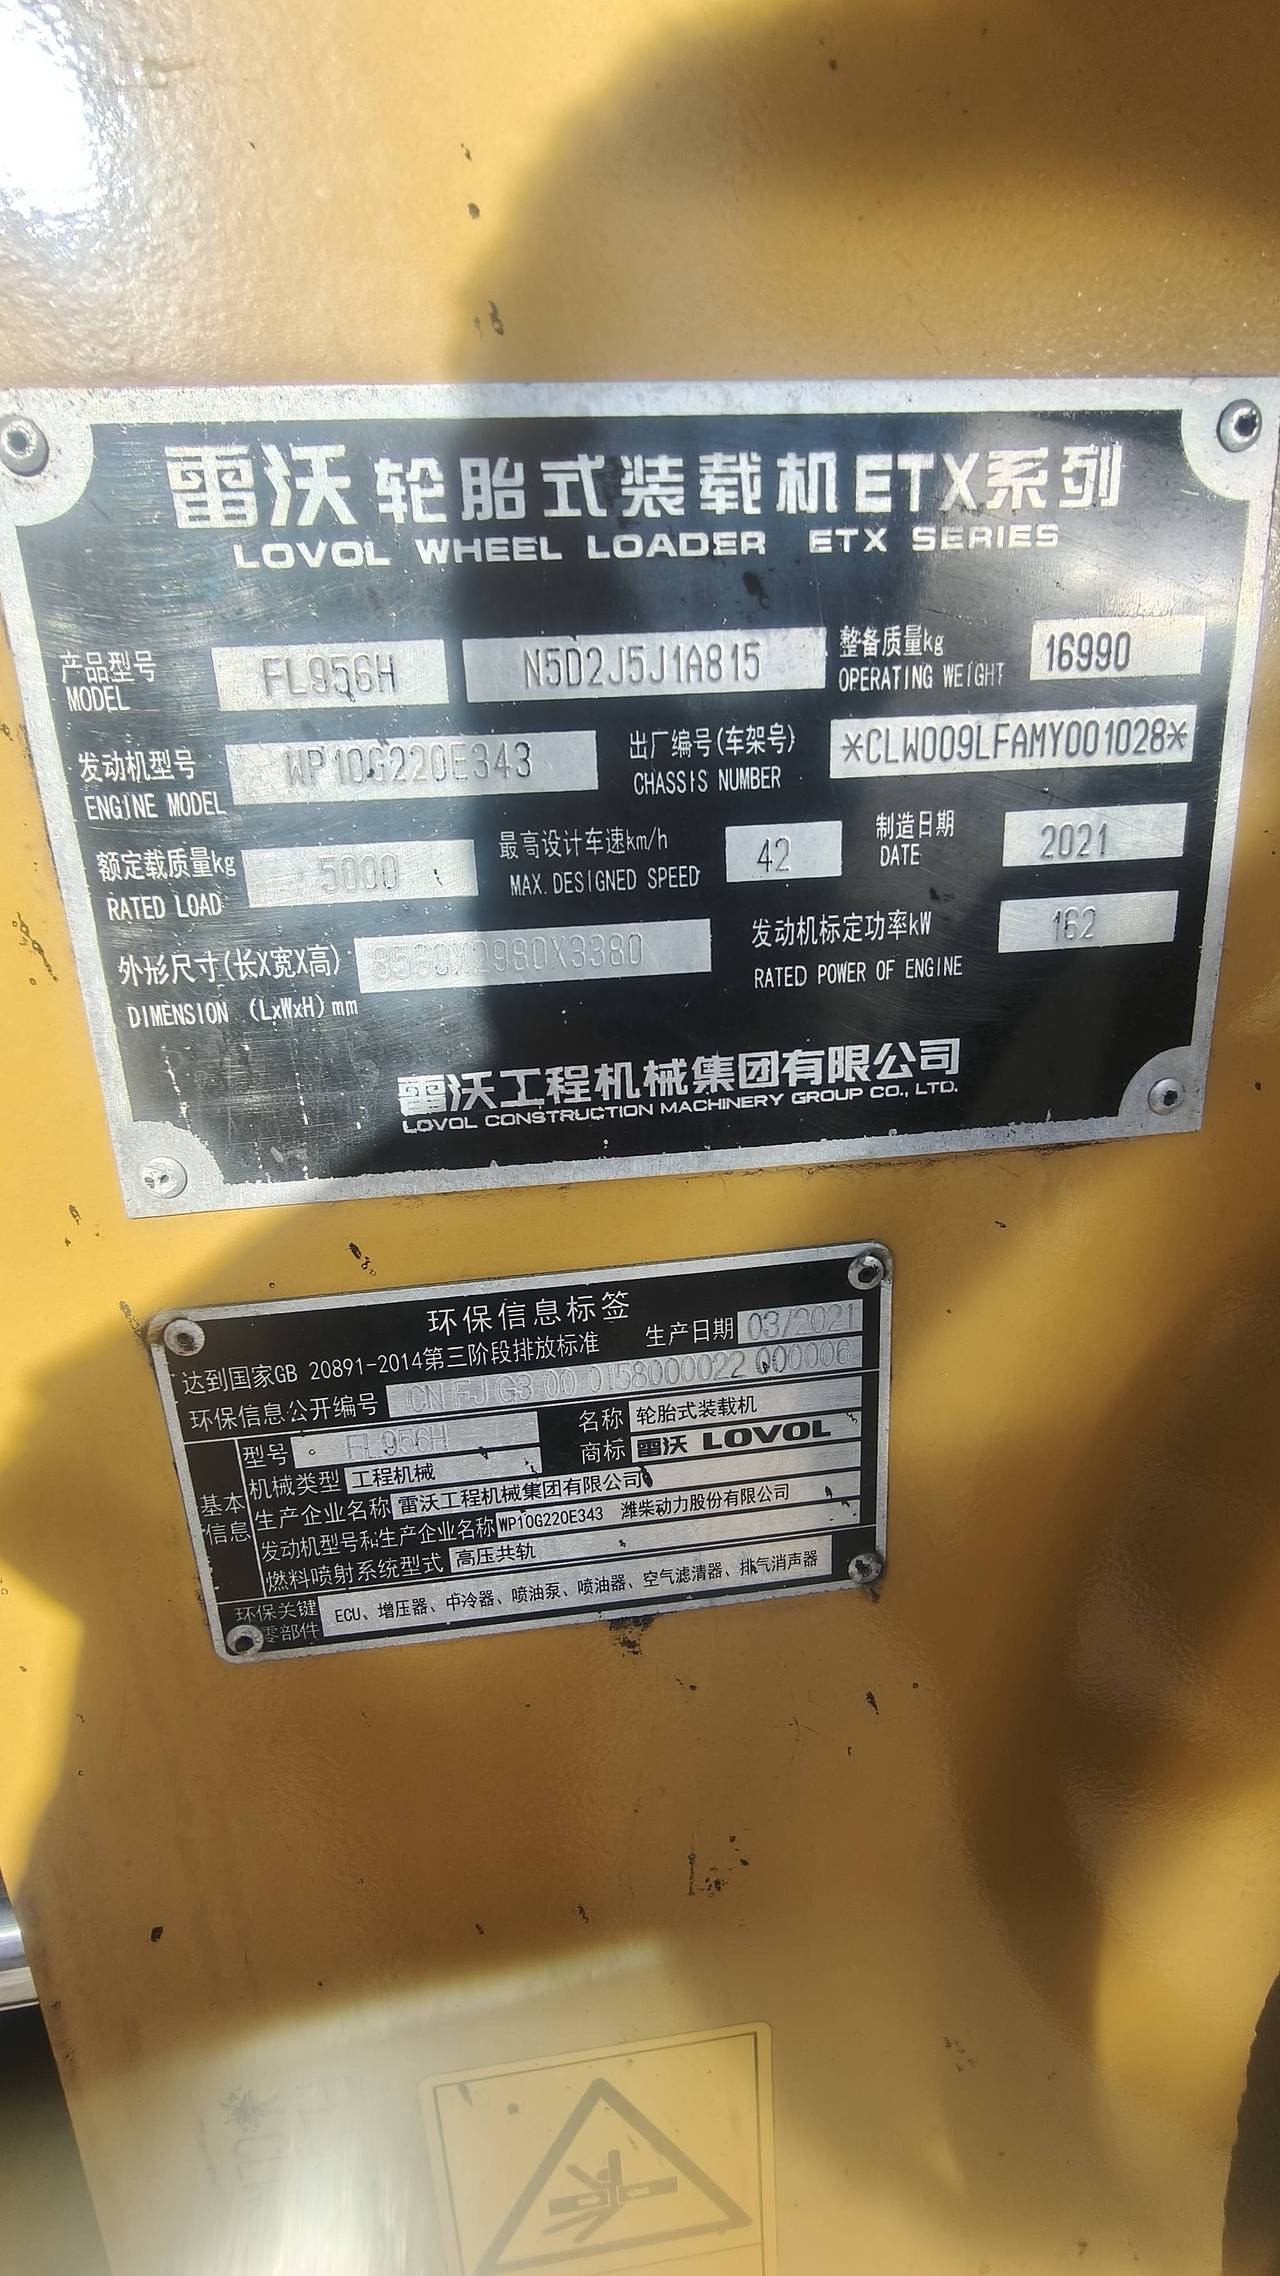 雷沃轮胎式装载机ETX系列
LOVOL WHEEL LOADER ETX SERIES
产品型号 FL956H N5D2J5J1A815 整备质量kg 16990
MODEL OPERATING WEIGHT
发动机型号 WP10G220E343 出厂编号(车架号) *CLW009LFAMY001028*
ENGINE MODEL CHASSIS NUMBER
额定载质量kg 5000 最高设计车速km/h 42 制造日期 2021
RATED LOAD MAX. DESIGNED SPEED DATE
外形尺寸(长X宽X高) 发动机标定功率kW 162
DIMENSION (LxWxH) mm RATED POWER OF ENGINE
雷沃工程机械集团有限公司
LOVOL CONSTRUCTION MACHINERY GROUP CO., LTD.
环保信息标签
达到国家GB 20891-2014第三阶段排放标准 生产日期 03/2021
环保信息公开编号 CN FJ G3 00 0158000022 000006
基本信息
型号 FL956H 名称 轮胎式装载机
机械类型 工程机械 商标 雷沃 LOVOL
生产企业名称 雷沃工程机械集团有限公司
发动机型号和生产企业名称 WP10G220E343 潍柴动力股份有限公司
燃料喷射系统型式 高压共轨
环保关键零部件 ECU、增压器、中冷器、喷油泵、喷油器、空气滤清器、排气消声器